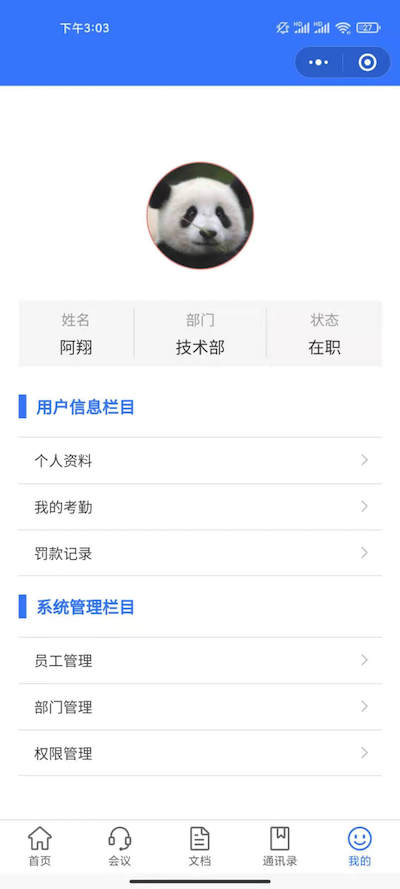 下午3:03
HD HD 27
姓名 部门 状态
阿翔 技术部 在职
用户信息栏目
个人资料
我的考勤
罚款记录
系统管理栏目
员工管理
部门管理
权限管理
首页 会议 文档 通讯录 我的